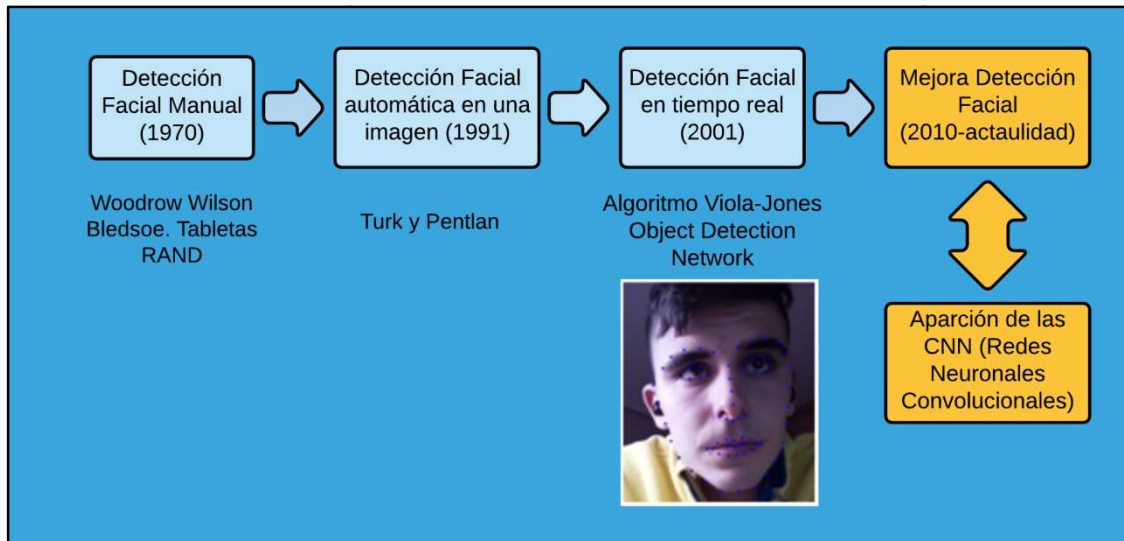 Detección
Facial Manual
(1970)
Detección Facial
automática en una
imagen (1991)
Detección Facial
en tiempo real
(2001)
Mejora Detección
Facial
(2010-actaulidad)
Woodrow Wilson
Bledsoe. Tabletas
RAND
Turk y Pentlan
Algoritmo Viola-Jones
Object Detection
Network
Aparción de las
CNN (Redes
Neuronales
Convolucionales)